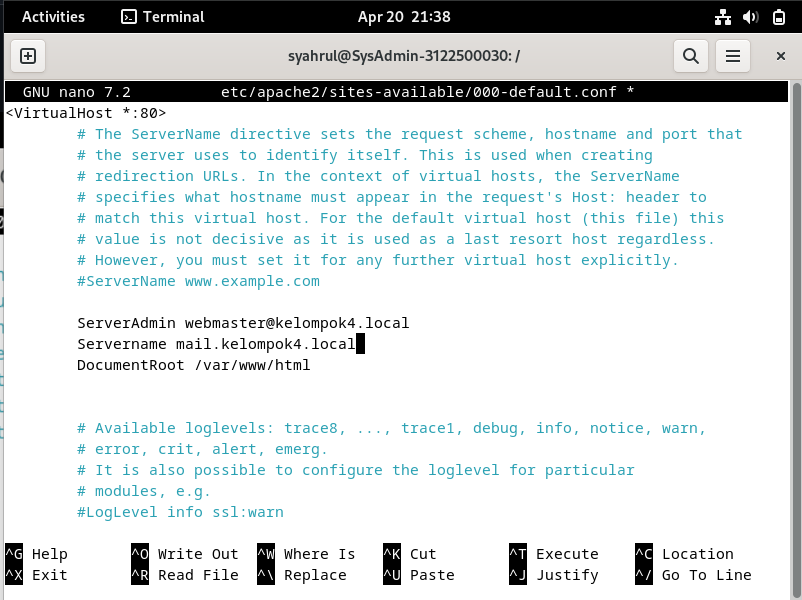 Activities Terminal Apr 20 21:38
syahrul@SysAdmin-3122500030: /
GNU nano 7.2 etc/apache2/sites-available/000-default.conf *
<VirtualHost *:80>
# The ServerName directive sets the request scheme, hostname and port that
# the server uses to identify itself. This is used when creating
# redirection URLs. In the context of virtual hosts, the ServerName
# specifies what hostname must appear in the request's Host: header to
# match this virtual host. For the default virtual host (this file) this
# value is not decisive as it is used as a last resort host regardless.
# However, you must set it for any further virtual host explicitly.
#ServerName www.example.com
ServerAdmin webmaster@kelompok4.local
Servername mail.kelompok4.local
DocumentRoot /var/www/html
# Available loglevels: trace8, ..., trace1, debug, info, notice, warn,
# error, crit, alert, emerg.
# It is also possible to configure the loglevel for particular
# modules, e.g.
#LogLevel info ssl:warn
^G Help ^O Write Out ^W Where Is ^K Cut ^T Execute ^C Location
^X Exit ^R Read File ^\ Replace ^U Paste ^J Justify ^/ Go To Line